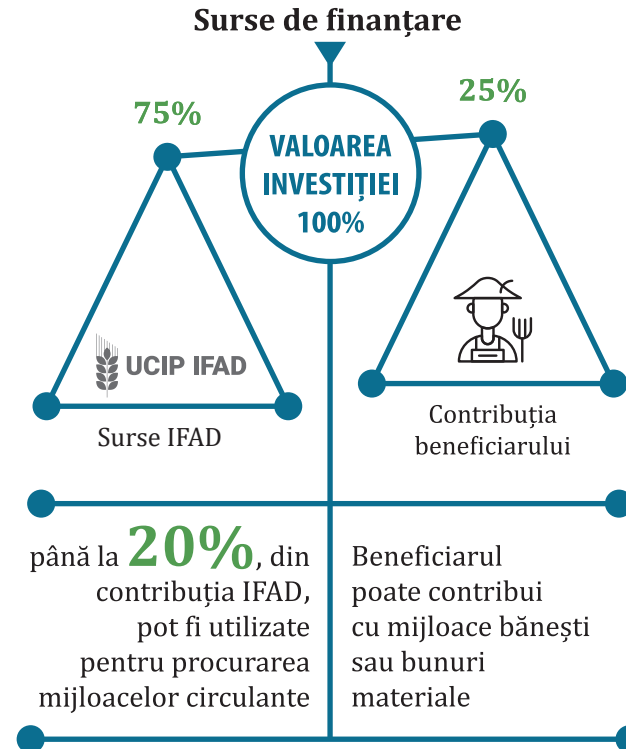 Surse de finanțare
75%
25%
VALOAREA
INVESTIȚIEI
100%
UCIP IFAD
Surse IFAD
Contribuția
beneficiarului
până la 20%, din
contribuția IFAD,
pot fi utilizate
pentru procurarea
mijloacelor circulante
Beneficiarul
poate contribui
cu mijloace bănești
sau bunuri
materiale